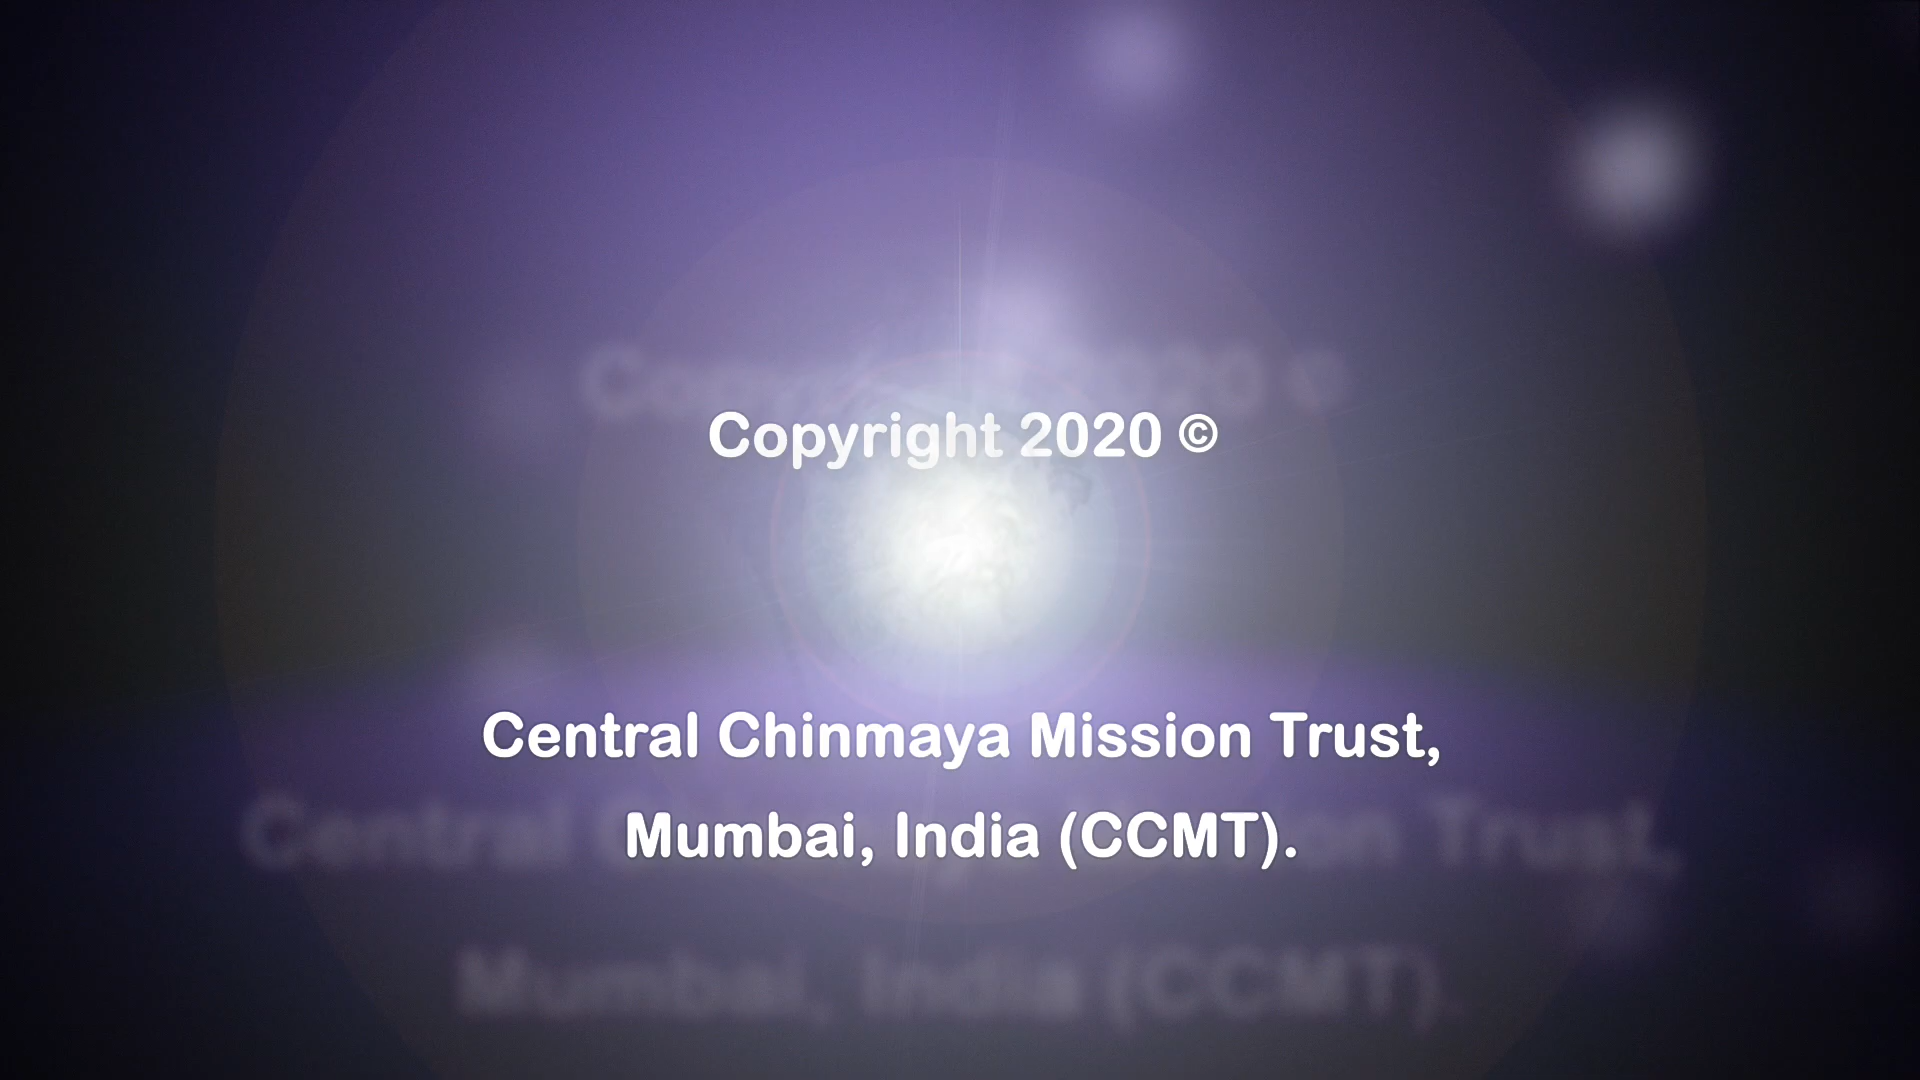 Copyright 2020 ©
Central Chinmaya Mission Trust,
Mumbai, India (CCMT).